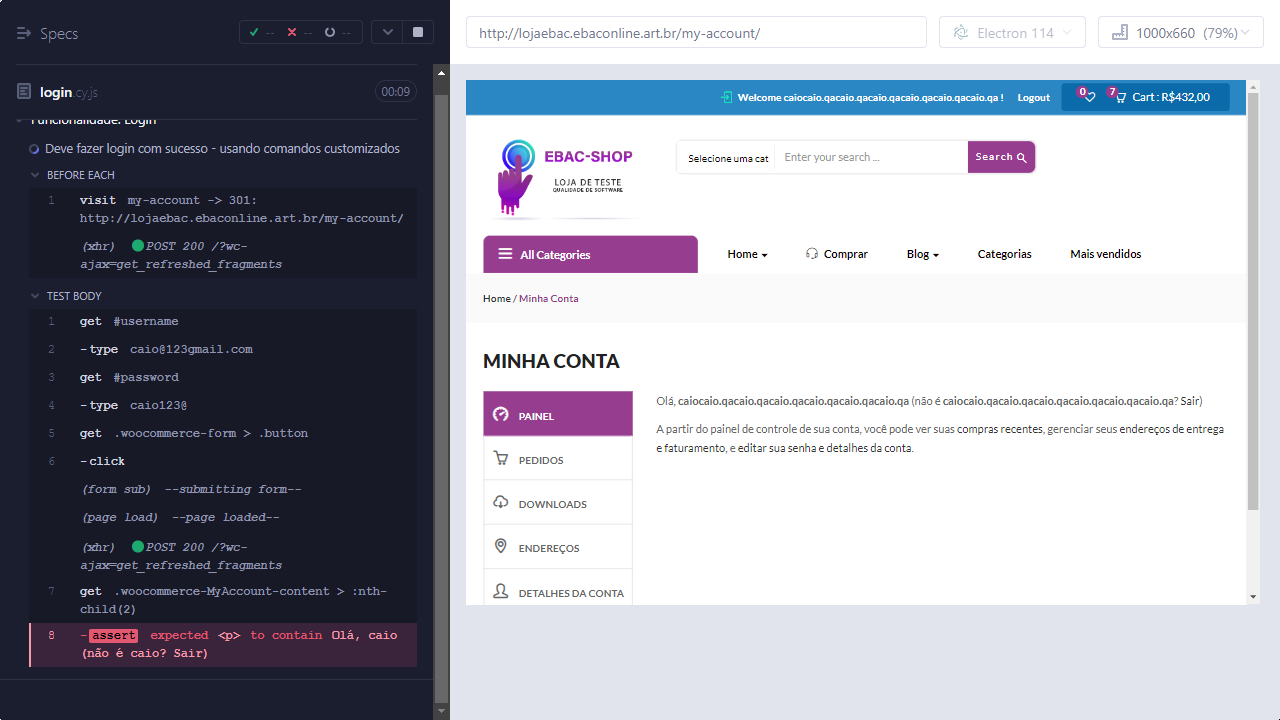 Specs
-- -- --
login.cy.js 00:09
Funcionalidade: Login
Deve fazer login com sucesso - usando comandos customizados
BEFORE EACH
1 visit my-account -> 301:
http://lojaebac.ebaconline.art.br/my-account/
(xhr) POST 200 /?wc-
ajax=get_refreshed_fragments
TEST BODY
1 get #username
2 -type caio@123gmail.com
3 get #password
4 -type caio123@
5 get .woocommerce-form > .button
6 -click
(form sub) --submitting form--
(page load) --page loaded--
(xhr) POST 200 /?wc-
ajax=get_refreshed_fragments
7 get .woocommerce-MyAccount-content > :nth-
child(2)
8 -assert expected <p> to contain Olá, caio
(não é caio? Sair)
http://lojaebac.ebaconline.art.br/my-account/
Electron 114
1000x660 (79%)
Welcome caiocaio.qacaio.qacaio.qacaio.qacaio.qacaio.qa ! Logout 0 7 Cart : R$432,00
EBAC-SHOP
LOJA DE TESTE
QUALIDADE DE SOFTWARE
Selecione uma cat Enter your search ... Search
All Categories Home Comprar Blog Categorias Mais vendidos
Home / Minha Conta
MINHA CONTA
PAINEL
PEDIDOS
DOWNLOADS
ENDEREÇOS
DETALHES DA CONTA
Olá, caiocaio.qacaio.qacaio.qacaio.qacaio.qacaio.qa (não é caiocaio.qacaio.qacaio.qacaio.qacaio.qacaio.qa? Sair)
A partir do painel de controle de sua conta, você pode ver suas compras recentes, gerenciar seus endereços de entrega
e faturamento, e editar sua senha e detalhes da conta.